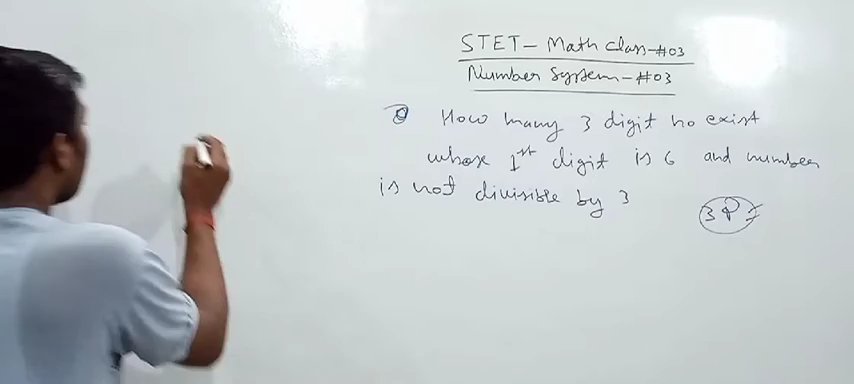 STET- Math Class-#03
Number System-#03
Q How many 3 digit no exist
whose 1st digit is 6 and number
is not divisible by 3